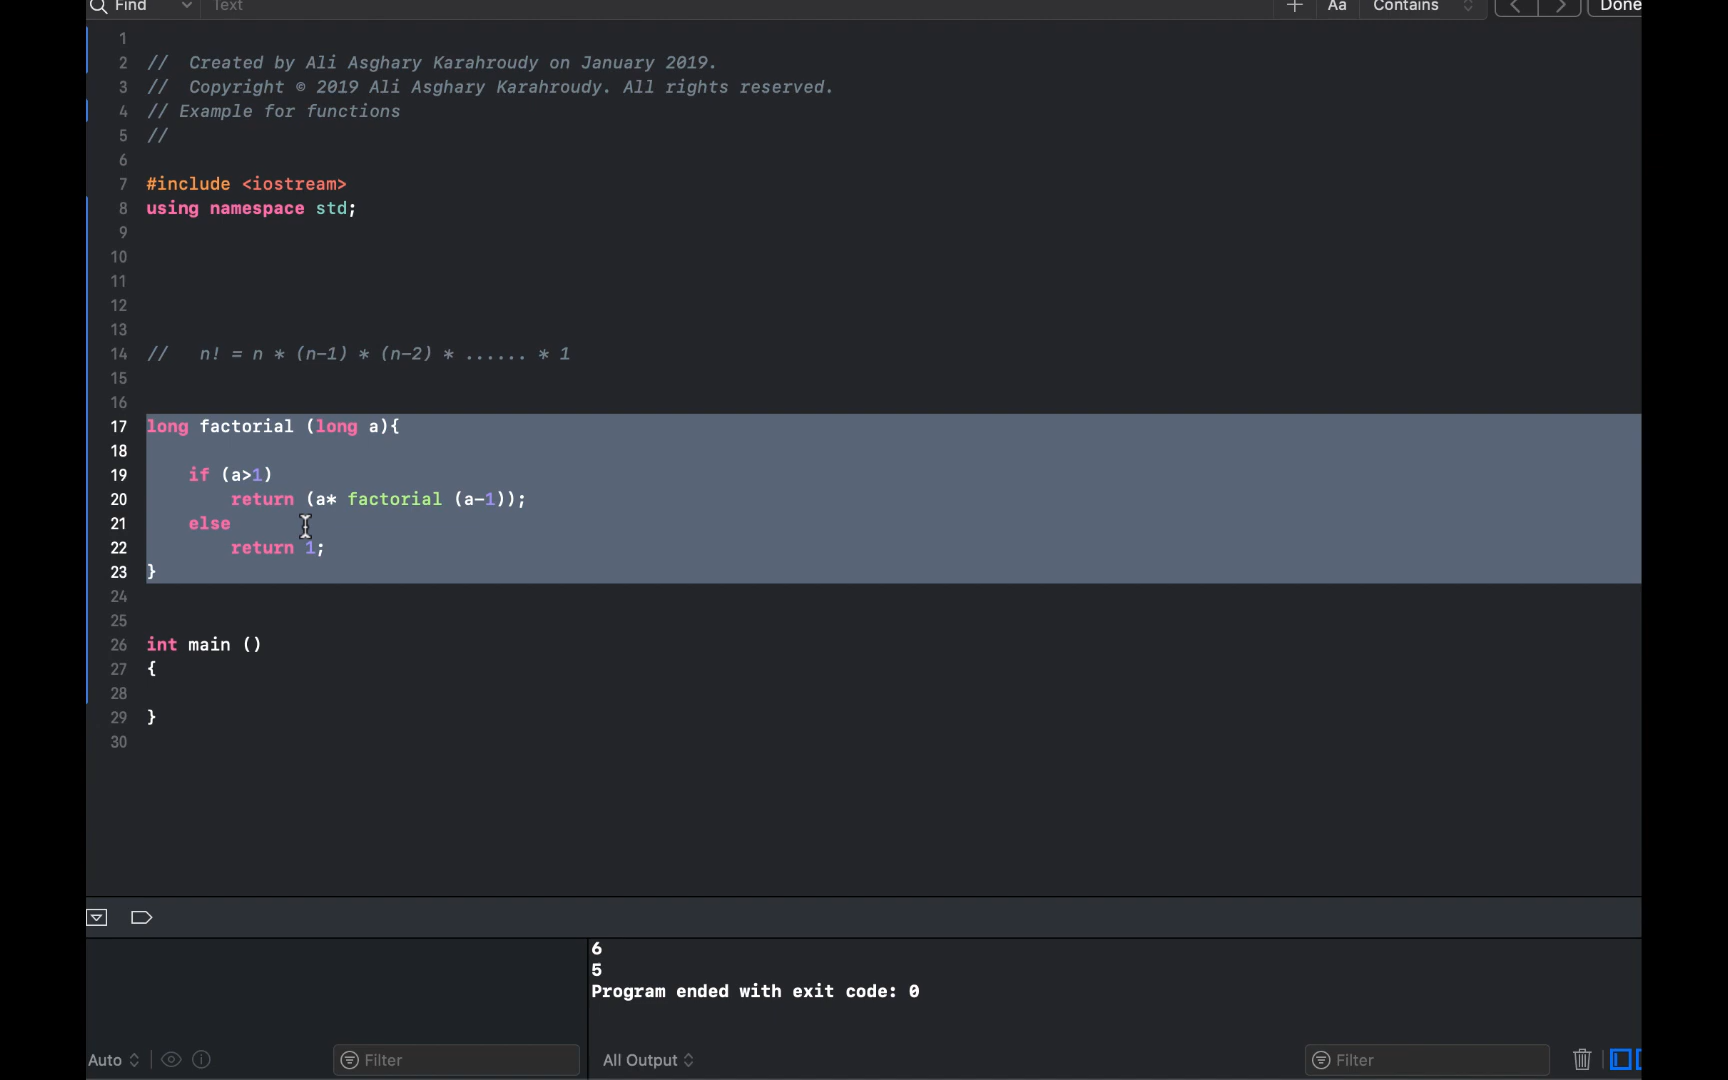 Find Text Aa Contains Done
1
2 // Created by Ali Asghary Karahroudy on January 2019.
3 // Copyright © 2019 Ali Asghary Karahroudy. All rights reserved.
4 // Example for functions
5 //
6
7 #include <iostream>
8 using namespace std;
9
10
11
12
13
14 // n! = n * (n-1) * (n-2) * ...... * 1
15
16
17 long factorial (long a){
18
19 if (a>1)
20 return (a* factorial (a-1));
21 else
22 return 1;
23 }
24
25
26 int main ()
27 {
28
29 }
30
6
5
Program ended with exit code: 0
Auto Filter All Output Filter